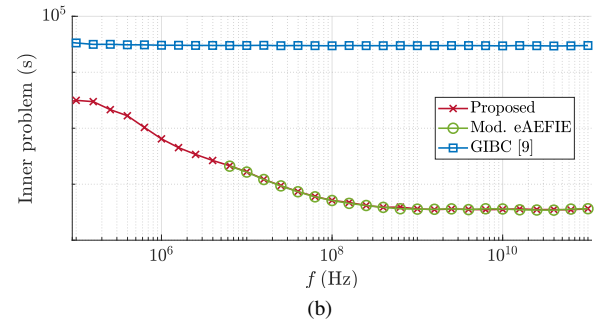 10^5
Inner problem (s)
Proposed
Mod. eAEFIE
GIBC [9]
10^6
10^8
10^10
f (Hz)
(b)